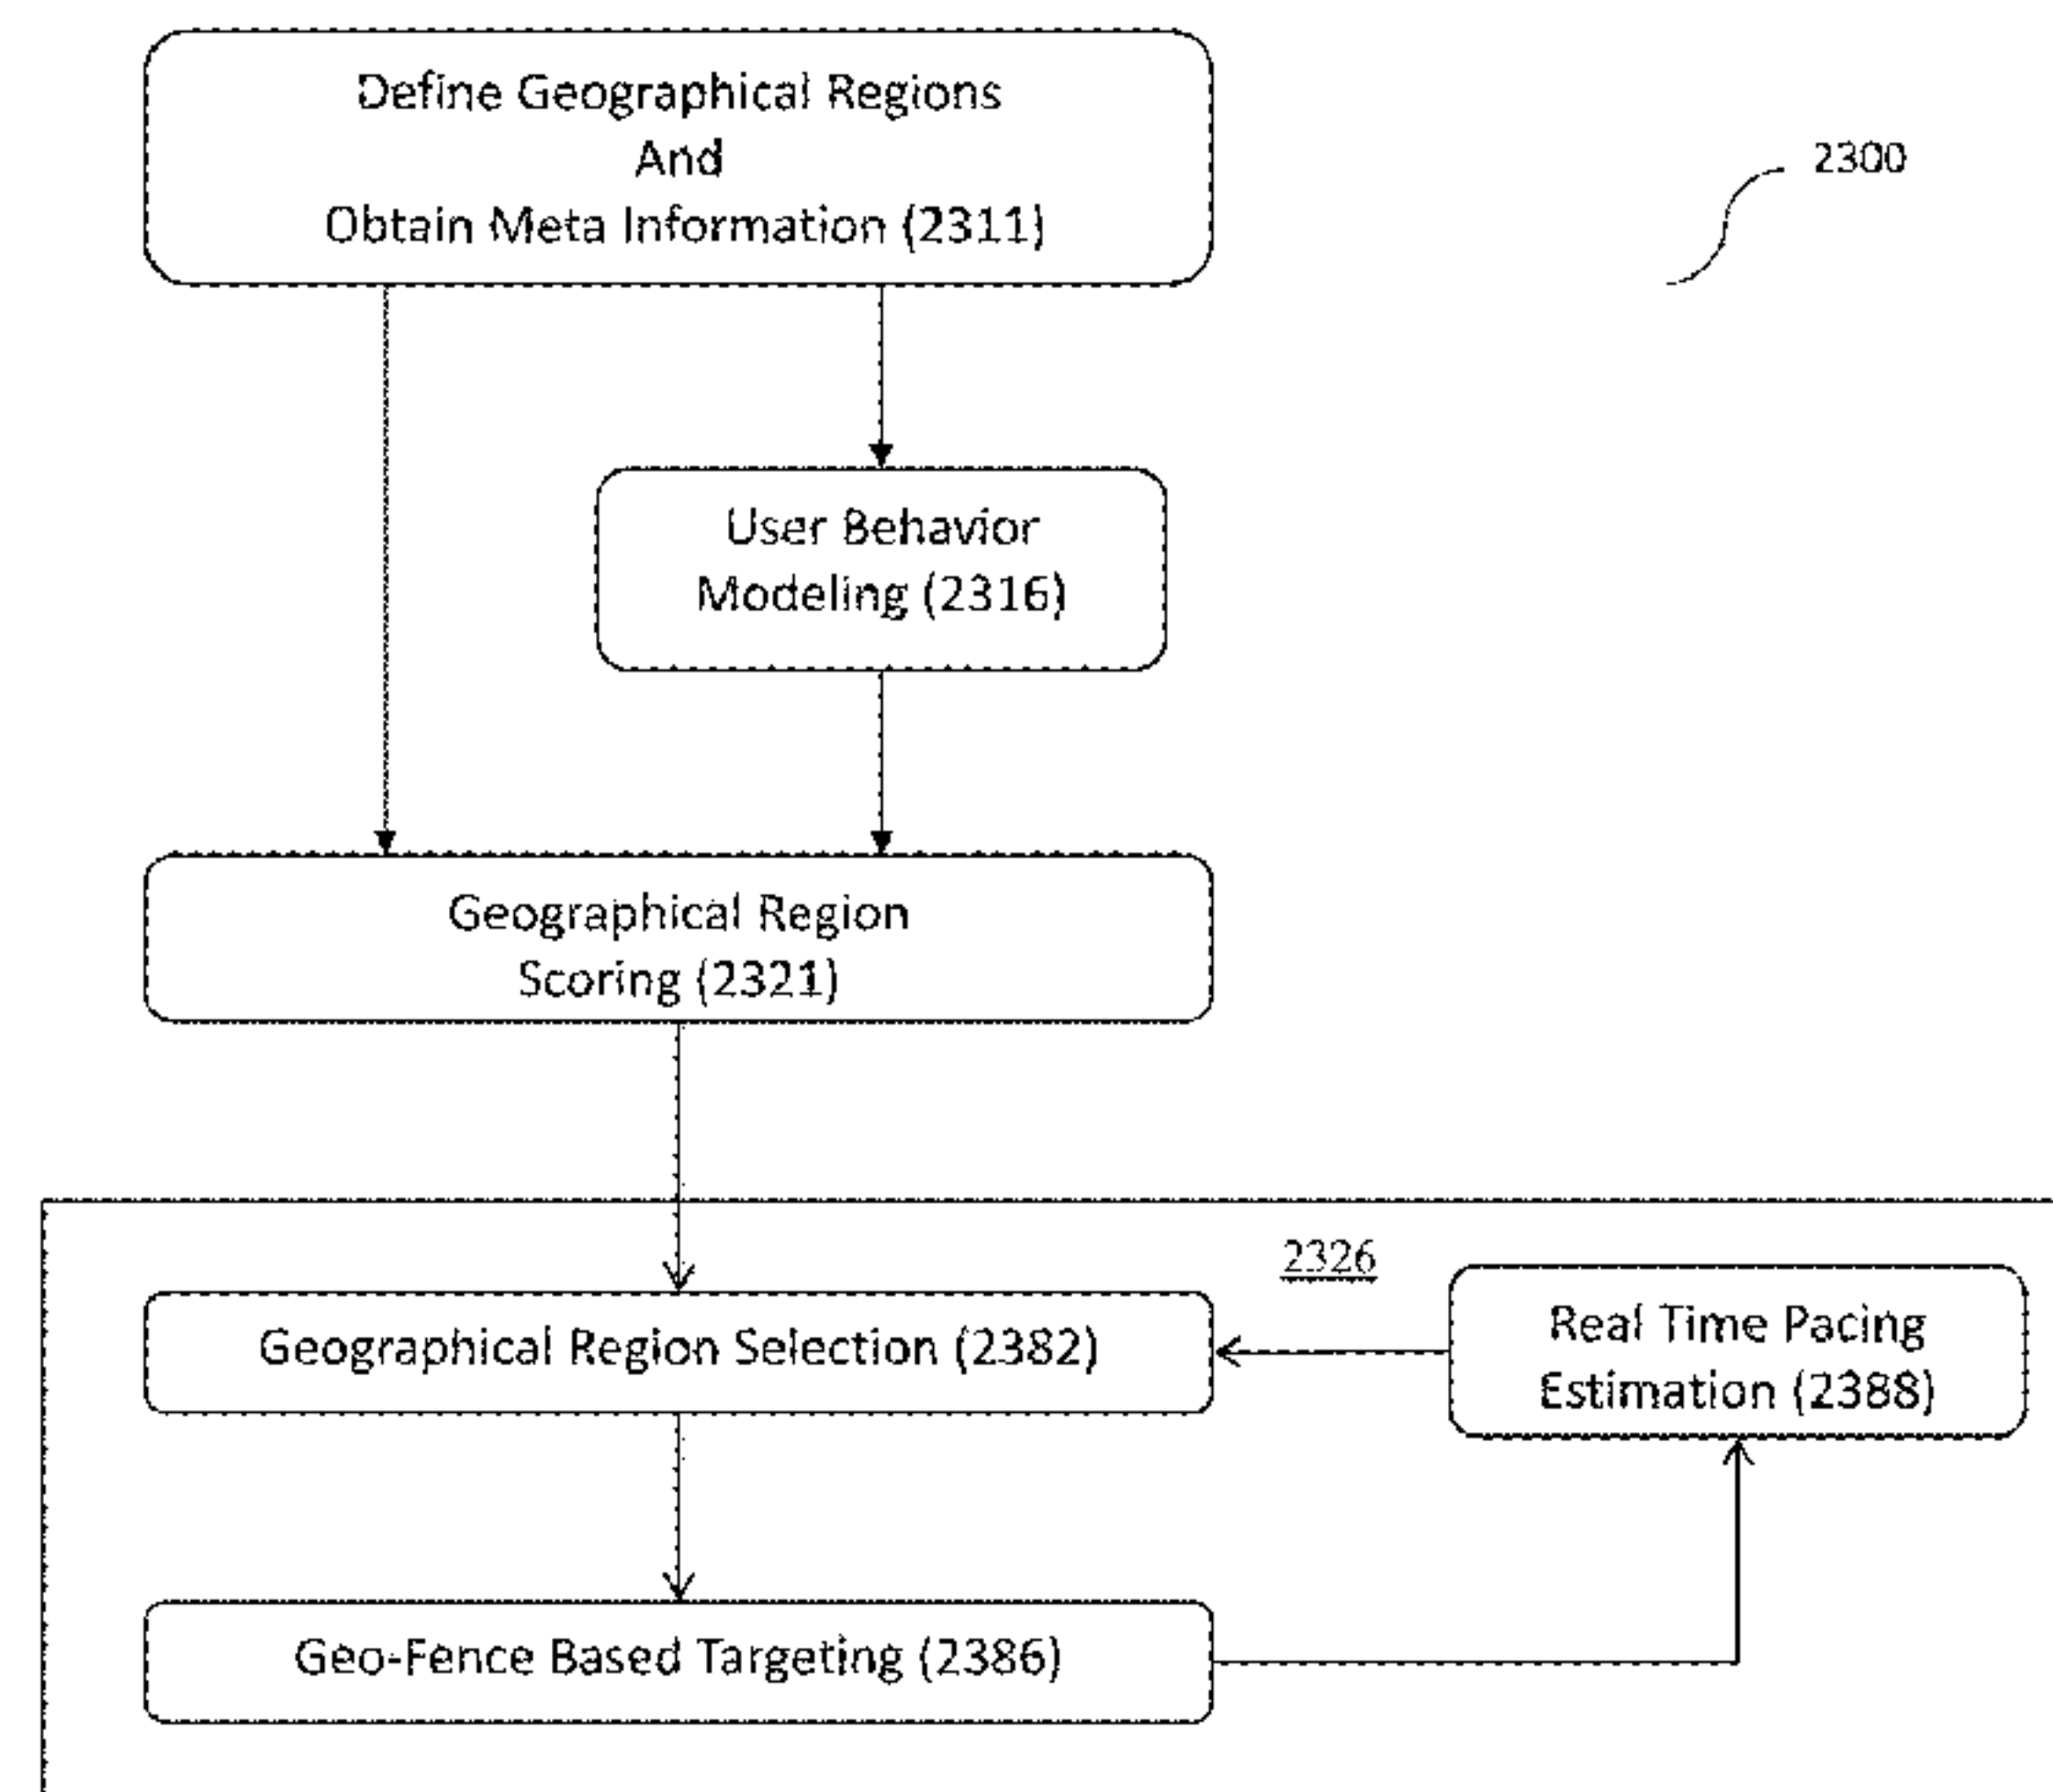 Define Geographical Regions
And
Obtain Meta Information (2311)
2300
User Behavior
Modeling (2316)
Geographical Region
Scoring (2321)
2326
Geographical Region Selection (2382)
Real Time Pacing
Estimation (2388)
Geo-Fence Based Targeting (2386)